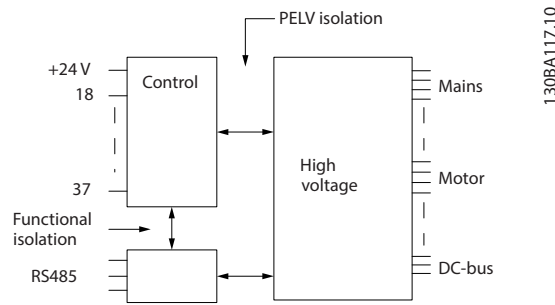 PELV isolation
130BA117.10
+24 V
Control
18
37
High
voltage
Mains
Motor
DC-bus
Functional
isolation
RS485